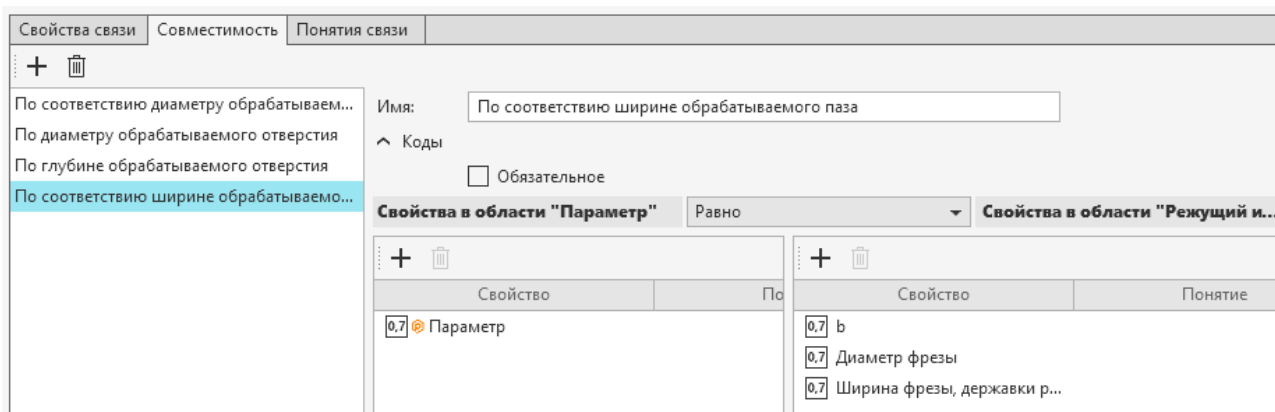 Свойства связи Совместимость Понятия связи
По соответствию диаметру обрабатываем...
По диаметру обрабатываемого отверстия
По глубине обрабатываемого отверстия
По соответствию ширине обрабатываемо...
Имя: По соответствию ширине обрабатываемого паза
Коды
Обязательное
Свойства в области "Параметр" Равно Свойства в области "Режущий и...
Свойство По
0,7 Параметр
Свойство Понятие
0,7 b
0,7 Диаметр фрезы
0,7 Ширина фрезы, державки р...